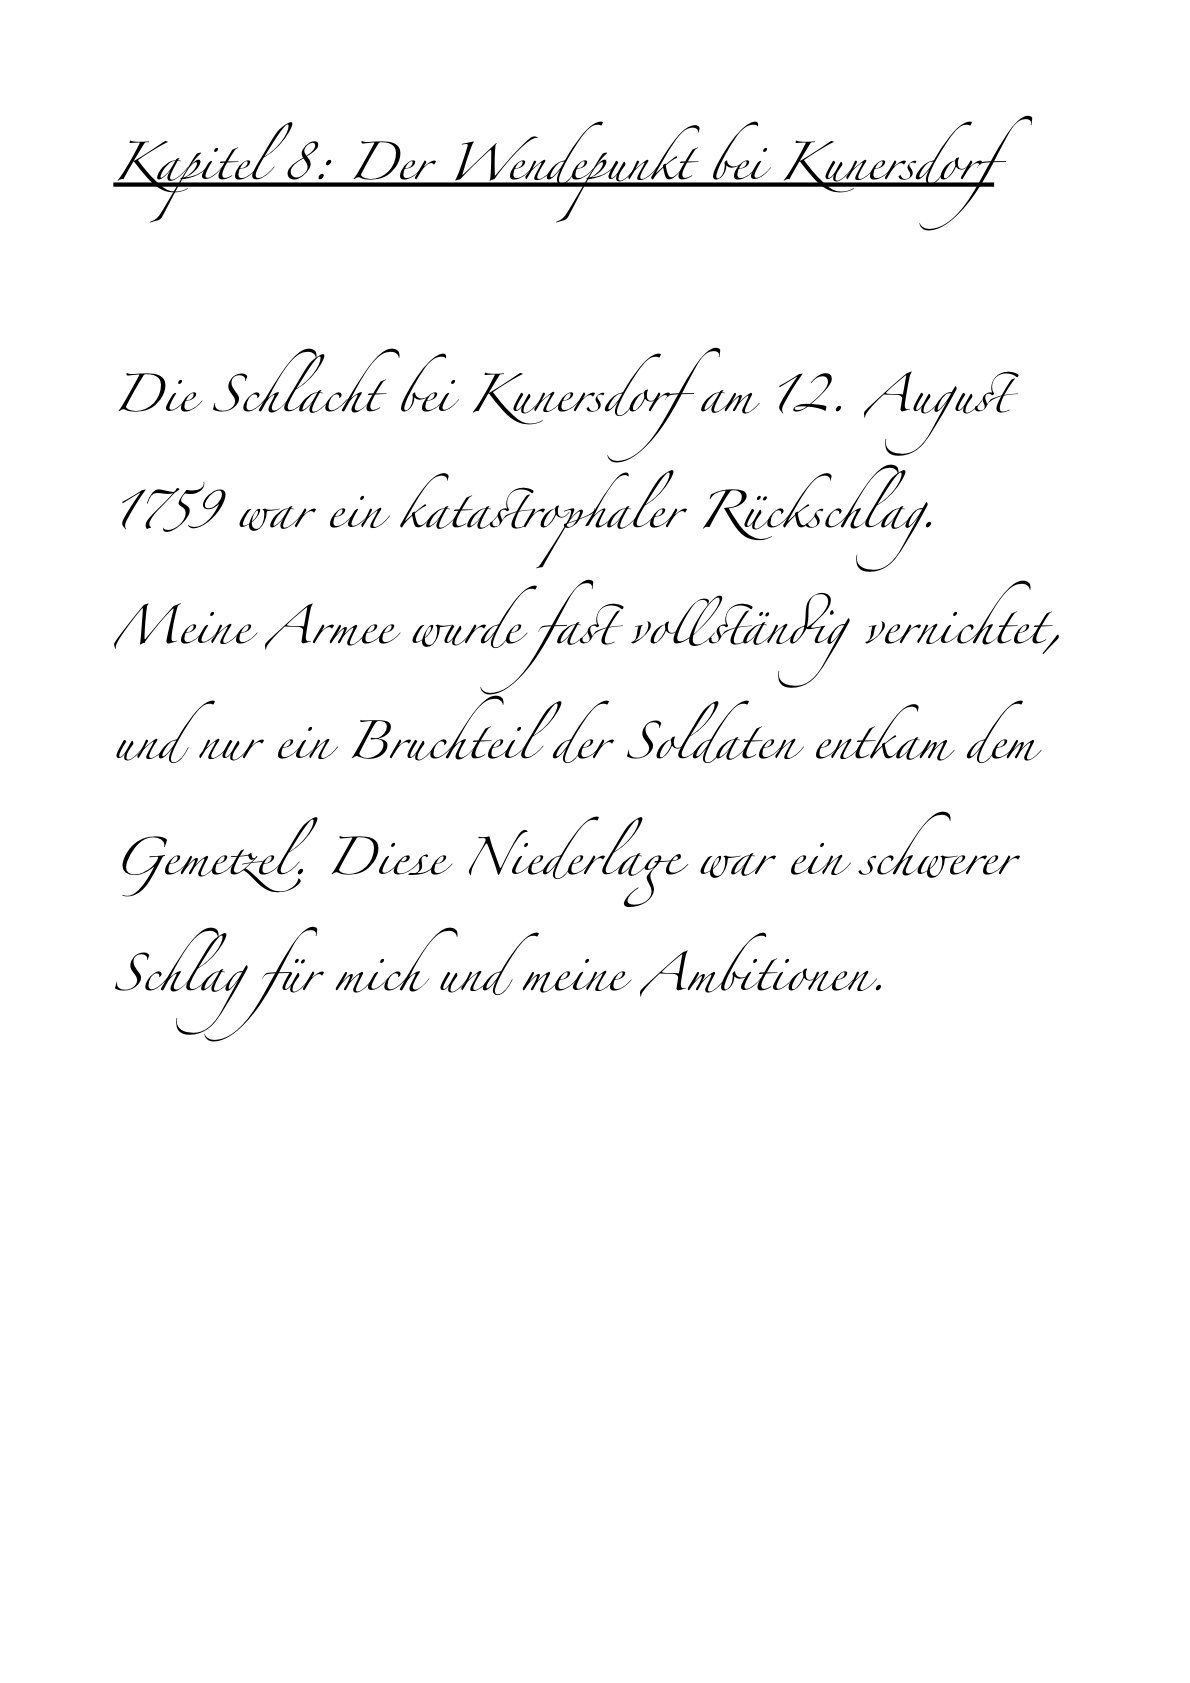 Kapitel 8: Der Wendepunkt bei Kunersdorf
Die Schlacht bei Kunersdorf am 12. August
1759 war ein katastrophaler Rückschlag.
Meine Armee wurde fast vollständig vernichtet,
und nur ein Bruchteil der Soldaten entkam dem
Gemetzel. Diese Niederlage war ein schwerer
Schlag für mich und meine Ambitionen.